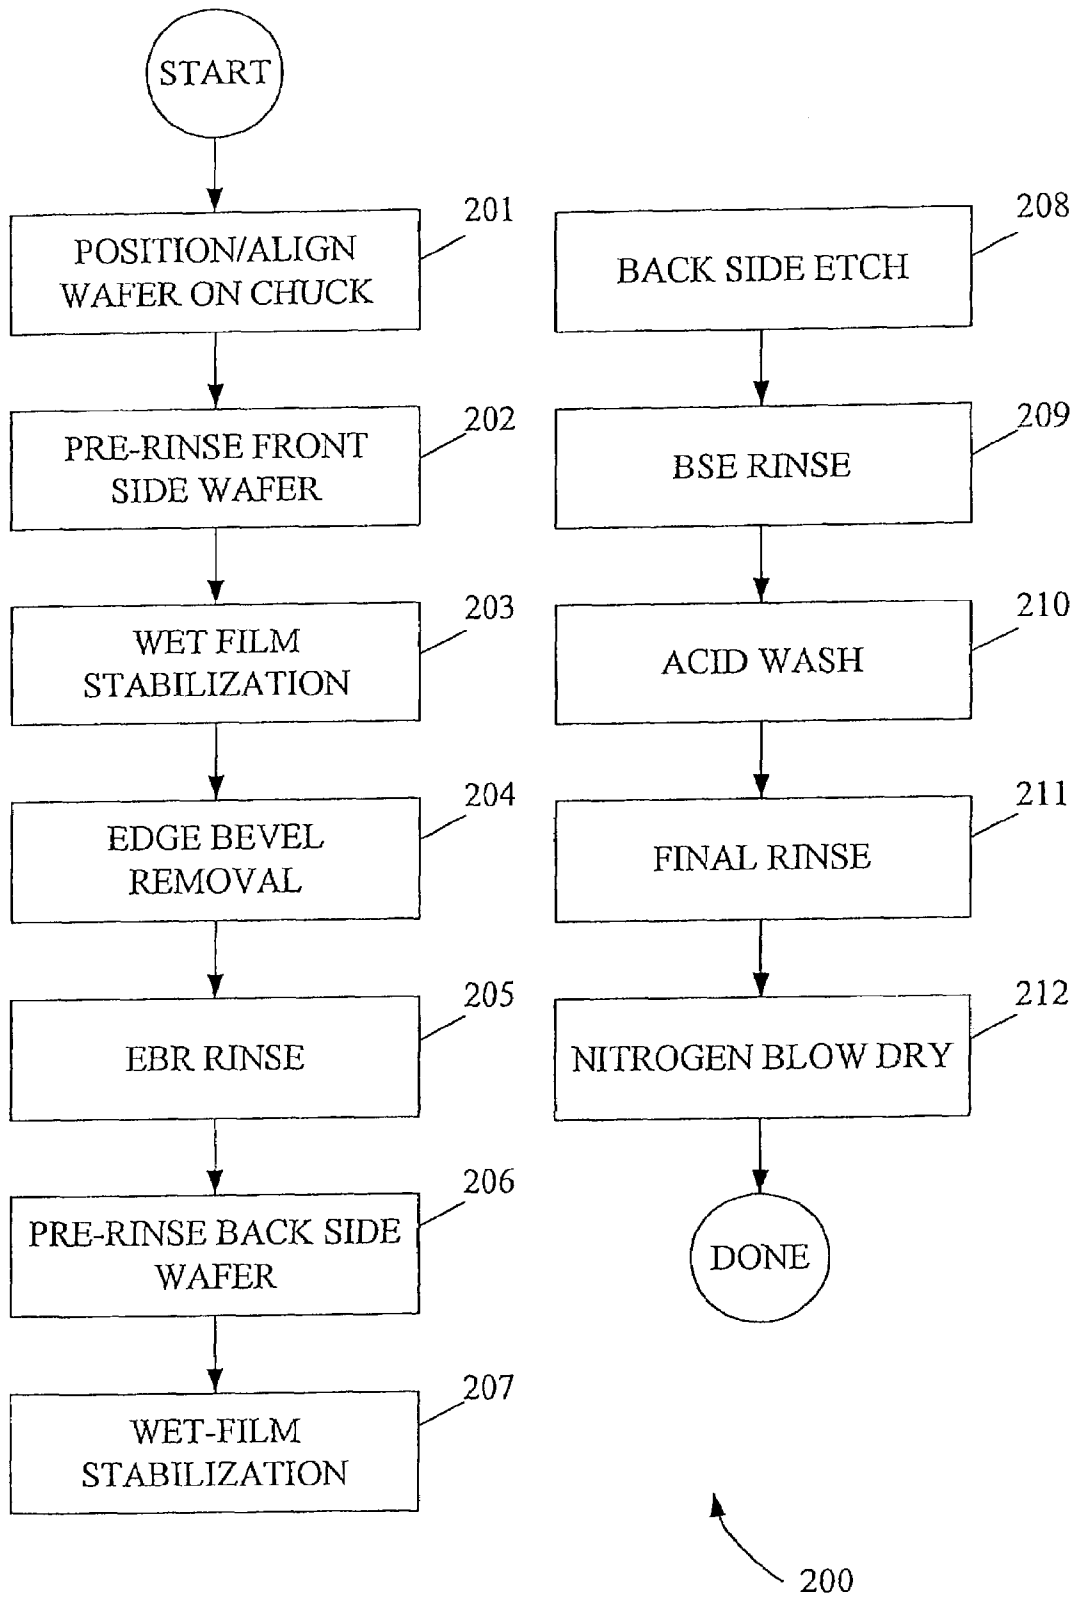 START
201
POSITION/ALIGN
WAFER ON CHUCK
202
PRE-RINSE FRONT
SIDE WAFER
203
WET FILM
STABILIZATION
204
EDGE BEVEL
REMOVAL
205
EBR RINSE
206
PRE-RINSE BACK SIDE
WAFER
207
WET-FILM
STABILIZATION
208
BACK SIDE ETCH
209
BSE RINSE
210
ACID WASH
211
FINAL RINSE
212
NITROGEN BLOW DRY
DONE
200